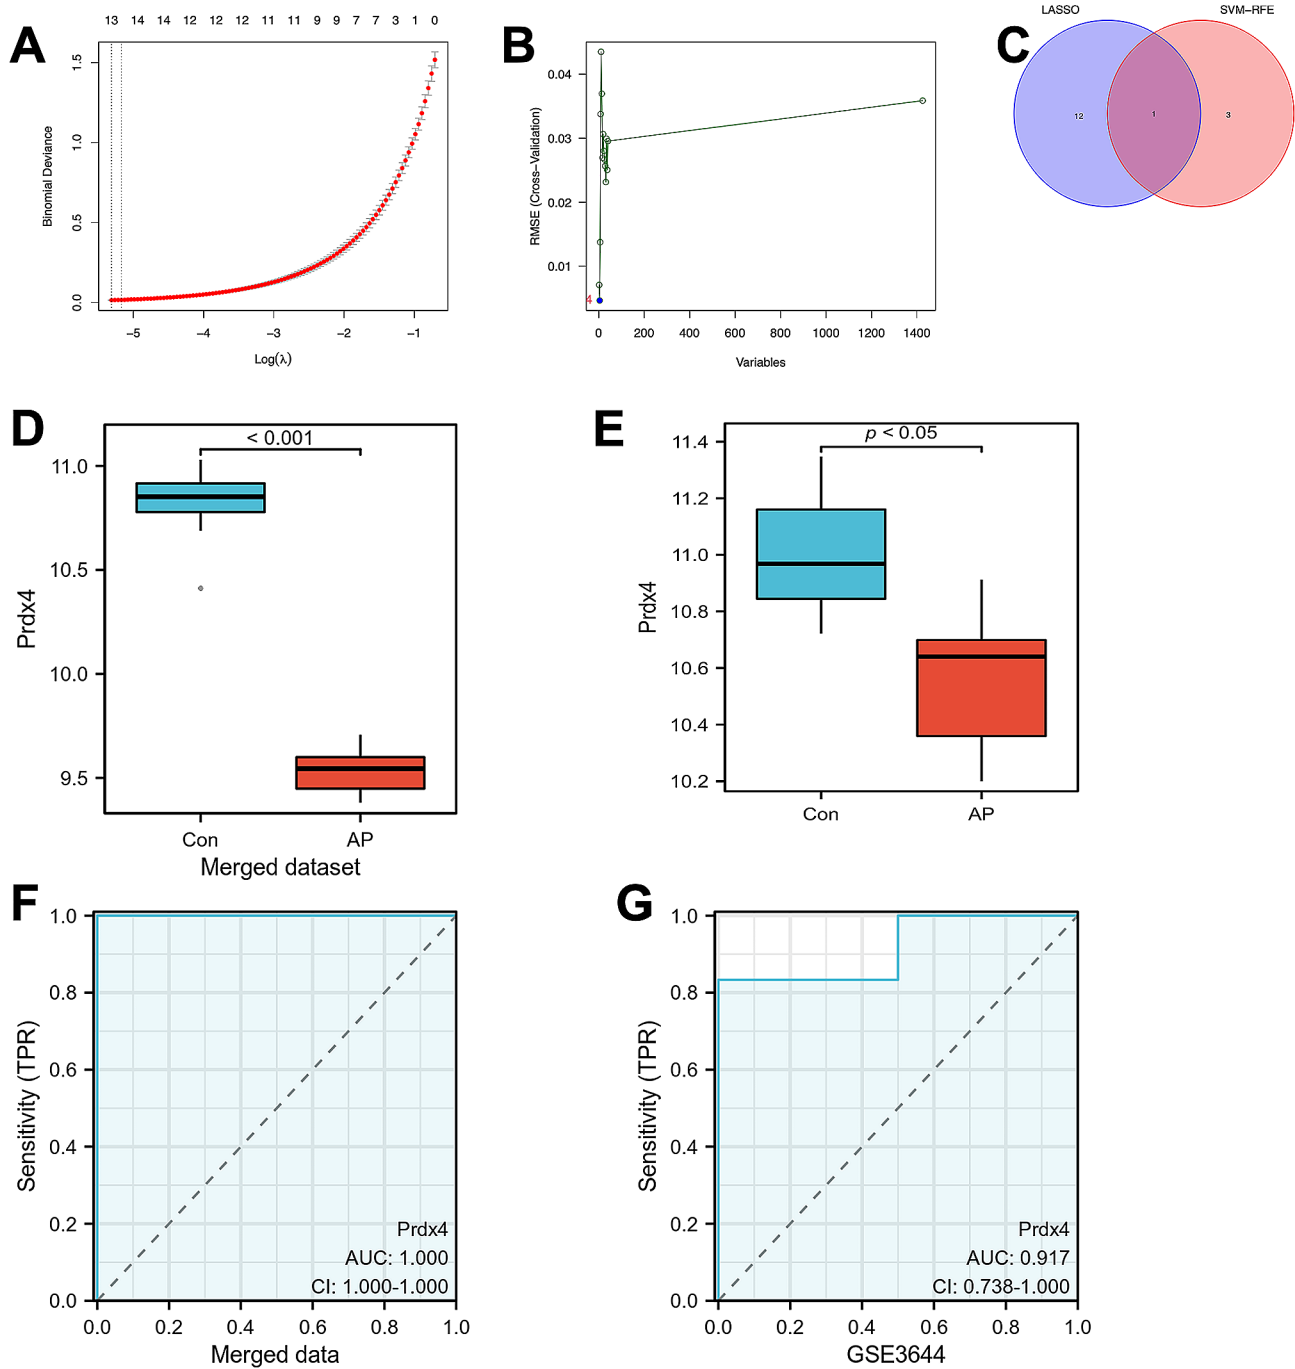 A
13 14 14 12 12 12 11 11 9 9 7 7 3 1 0
Binomial Deviance
1.5
1.0
0.5
0.0
−5 −4 −3 −2 −1
Log(λ)
B
RMSE (Cross−Validation)
0.04
0.03
0.02
0.01
4
0 200 400 600 800 1000 1200 1400
Variables
C
LASSO SVM−RFE
12 1 3
D
< 0.001
Prdx4
11.0
10.5
10.0
9.5
Con AP
Merged dataset
E
p < 0.05
Prdx4
11.4
11.2
11.0
10.8
10.6
10.4
10.2
Con AP
F
Sensitivity (TPR)
1.0
0.8
0.6
0.4
0.2
0.0
Prdx4
AUC: 1.000
CI: 1.000-1.000
0.0 0.2 0.4 0.6 0.8 1.0
Merged data
G
Sensitivity (TPR)
1.0
0.8
0.6
0.4
0.2
0.0
Prdx4
AUC: 0.917
CI: 0.738-1.000
0.0 0.2 0.4 0.6 0.8 1.0
GSE3644